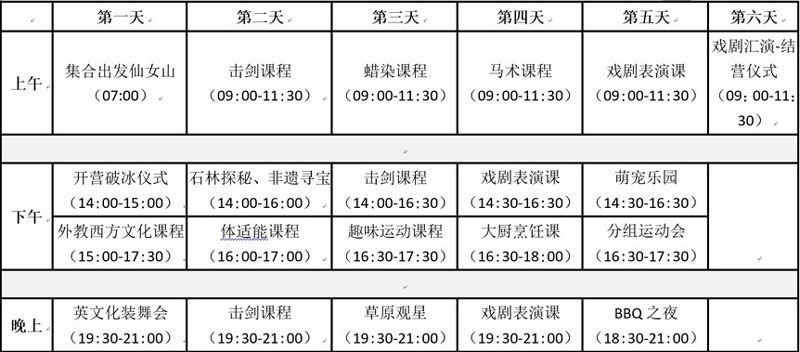 第一天 第二天 第三天 第四天 第五天 第六天
上午
集合出发仙女山
(07:00)
击剑课程
(09:00-11:30)
蜡染课程
(09:00-11:30)
马术课程
(09:00-11:30)
戏剧表演课
(09:00-11:30)
戏剧汇演-结
营仪式
(09：00-11:
30)
下午
开营破冰仪式
(14:00-15:00)
石林探秘、非遗寻宝
(14:00-16:00)
击剑课程
(14:00-16:30)
戏剧表演课
(14:30-16:30)
萌宠乐园
(14:30-16:30)
外教西方文化课程
(15:00-17:30)
体适能课程
(16:00-17:00)
趣味运动课程
(16:30-17:30)
大厨烹饪课
(16:30-18:00)
分组运动会
(16:30-17:30)
晚上
英文化装舞会
(19:30-21:00)
击剑课程
(19:30-21:00)
草原观星
(19:30-21:00)
戏剧表演课
(19:30-21:00)
BBQ 之夜
(18:30-21:00)